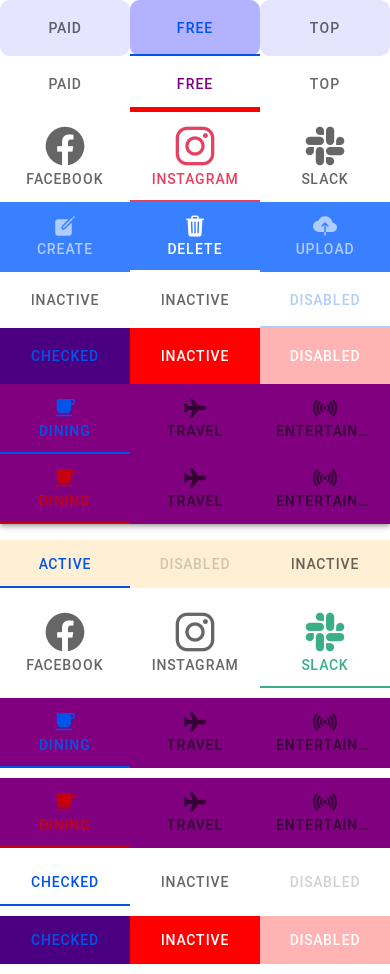 PAID FREE TOP
PAID FREE TOP
FACEBOOK INSTAGRAM SLACK
CREATE DELETE UPLOAD
INACTIVE INACTIVE DISABLED
CHECKED INACTIVE DISABLED
DINING TRAVEL ENTERTAIN...
DINING TRAVEL ENTERTAIN...
ACTIVE DISABLED INACTIVE
FACEBOOK INSTAGRAM SLACK
DINING TRAVEL ENTERTAIN...
DINING TRAVEL ENTERTAIN...
CHECKED INACTIVE DISABLED
CHECKED INACTIVE DISABLED